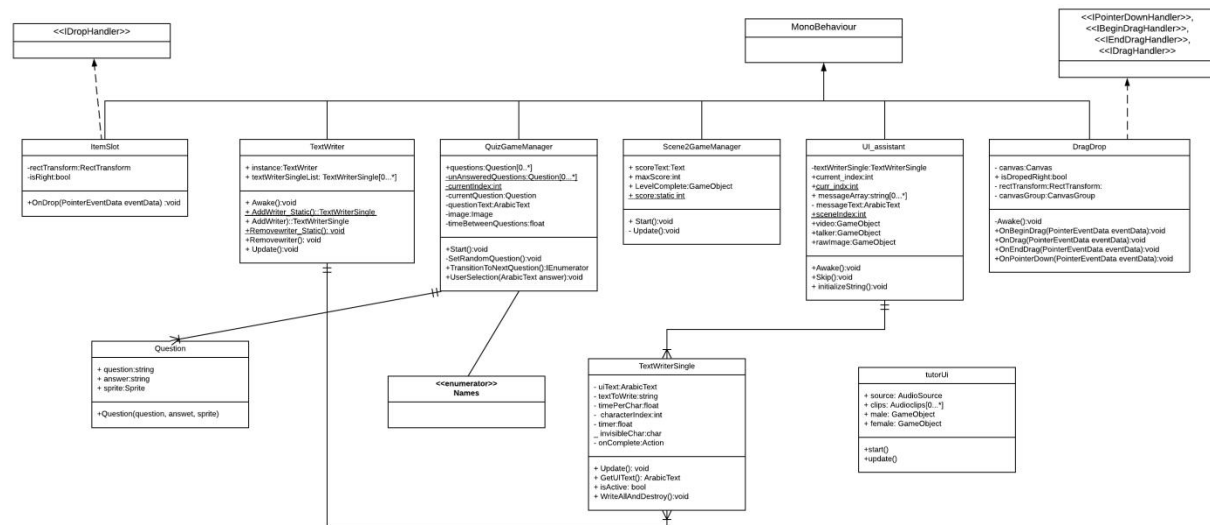 <<IDropHandler>>
MonoBehaviour
<<IPointerDownHandler>>,
<<IBeginDragHandler>>,
<<IEndDragHandler>>,
<<IDragHandler>>
ItemSlot
-rectTransform:RectTransform
-isRight:bool
+OnDrop(PointerEventData eventData) :void
TextWriter
+ instance:TextWriter
+ textWriterSingleList: TextWriterSingle[0...*]
+ Awake():void
+ AddWriter_Static()::TextWriterSingle
+ AddWriter)::TextWriterSingle
+Removewriter_Static(): void
+Removewriter(): void
+ Update():void
QuizGameManager
+questions:Question[0..*]
-unAnsweredQuestions:Question[0...*]
-currentIndex:int
-currentQuestion:Question
-questionText:ArabicText
-image:Image
-timeBetweenQuestions:float
+Start():void
-SetRandomQuestion():void
+TransitionToNextQuestion():IEnumerator
+UserSelection(ArabicText answer):void
Scene2GameManager
+ scoreText:Text
+ maxScore:int
+ LevelComplete:GameObject
+ score:static int
+ Start():void
- Update():void
UI_assistant
-textWriterSingle:TextWriterSingle
+current_index:int
+curr_indx:int
+ messageArray:string[0...*]
- messageText:ArabicText
+sceneIndex:int
+video:GameObject
+talker:GameObject
+rawImage:GameObject
+Awake():void
+Skip():void
+ initializeString():void
DragDrop
- canvas:Canvas
+ isDropedRight:bool
- rectTransform:RectTransform:
- canvasGroup:CanvasGroup
-Awake():void
+OnBeginDrag(PointerEventData eventData):void
+OnDrag(PointerEventData eventData):void
+OnEndDrag(PointerEventData eventData):void
+OnPointerDown(PointerEventData eventData):void
Question
+ question:string
+ answer:string
+ sprite:Sprite
+Question(question, answet, sprite)
<<enumerator>>
Names
TextWriterSingle
- uiText:ArabicText
- textToWrite:string
- timePerChar:float
- characterIndex:int
- timer:float
_ invisibleChar:char
- onComplete:Action
+ Update(): void
+ GetUIText(): ArabicText
+ isActive: bool
+ WriteAllAndDestroy():void
tutorUi
+ source: AudioSource
+ clips: Audioclips[0...*]
+ male: GameObject
+ female: GameObject
+start()
+update()